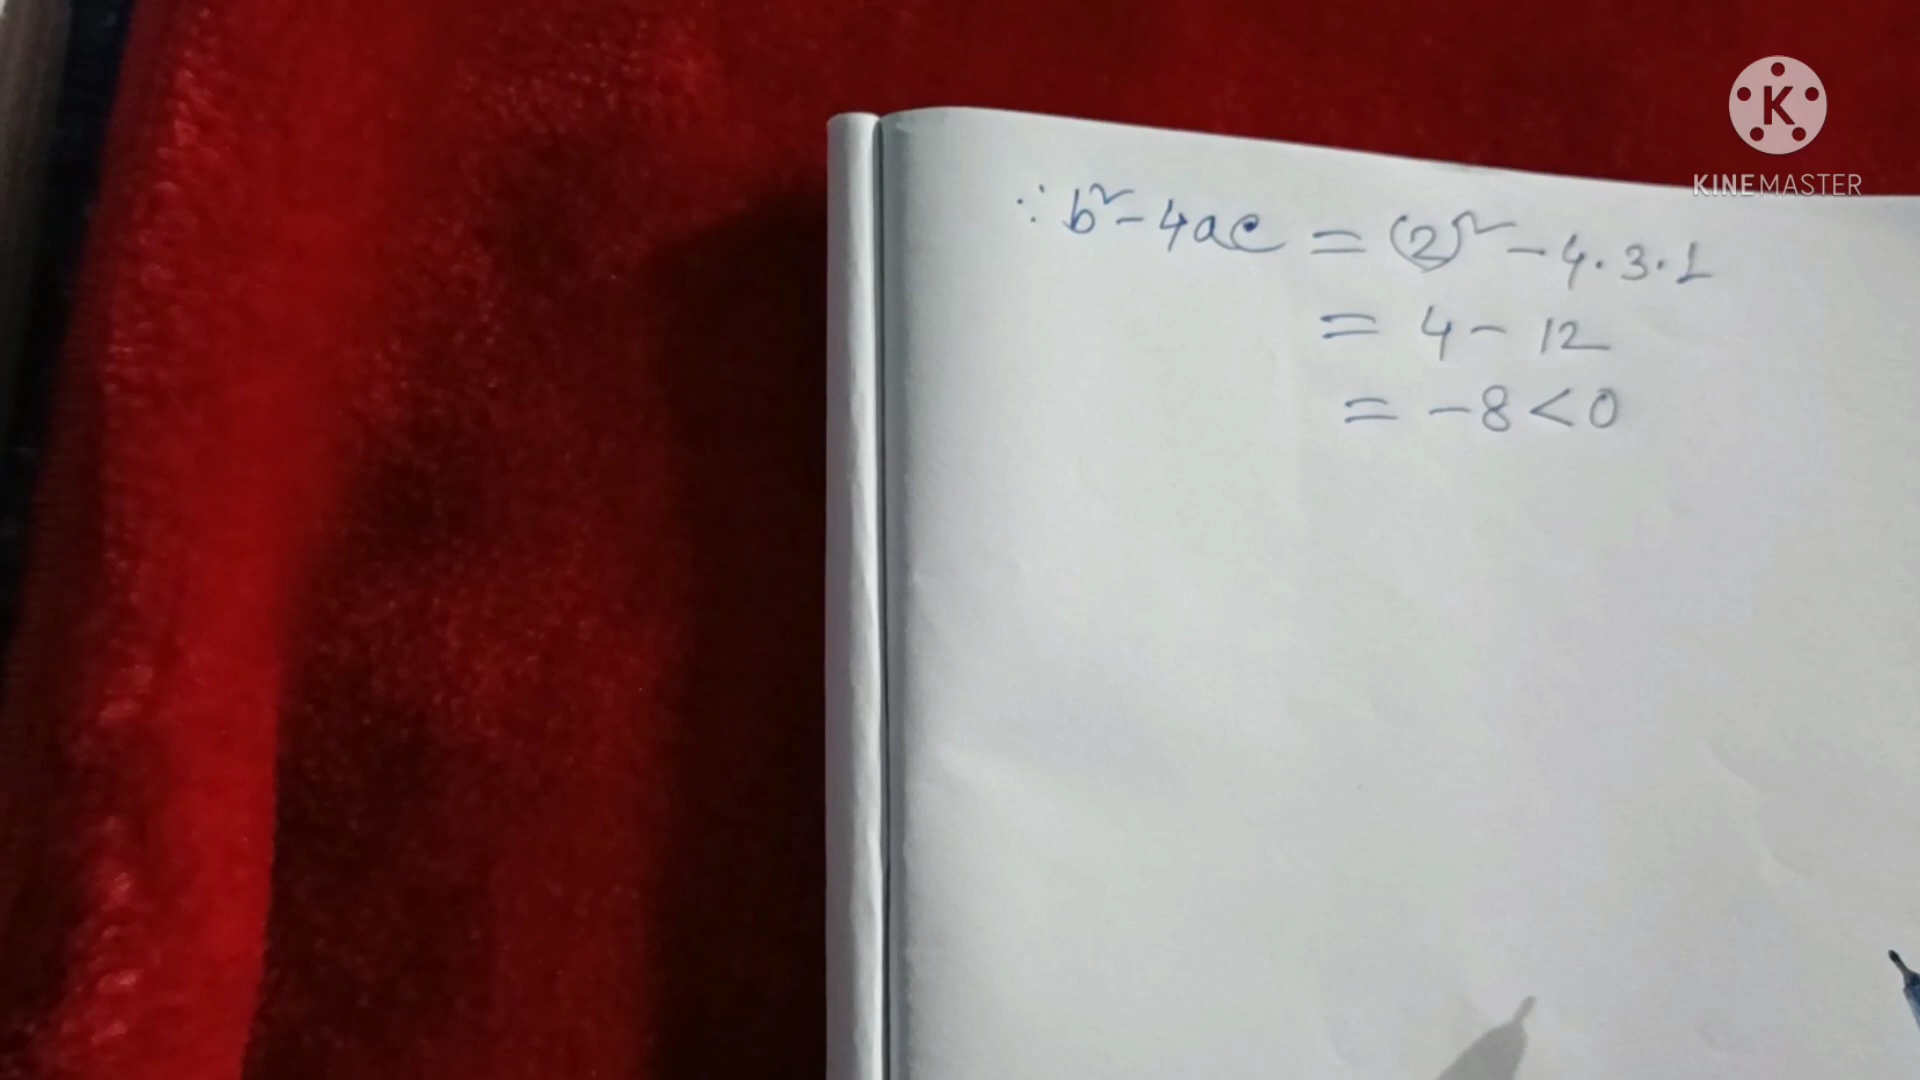 ∵ b² - 4ac = (2)² - 4.3.1
= 4 - 12
= -8 < 0
K
KINEMASTER